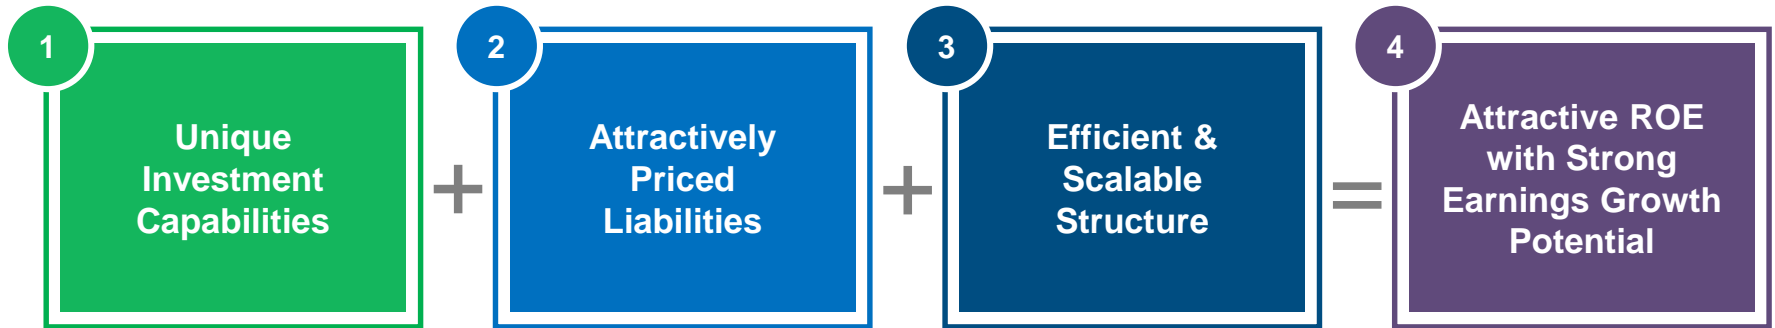 1
Unique
Investment
Capabilities
+
2
Attractively
Priced
Liabilities
+
3
Efficient &
Scalable
Structure
=
4
Attractive ROE
with Strong
Earnings Growth
Potential